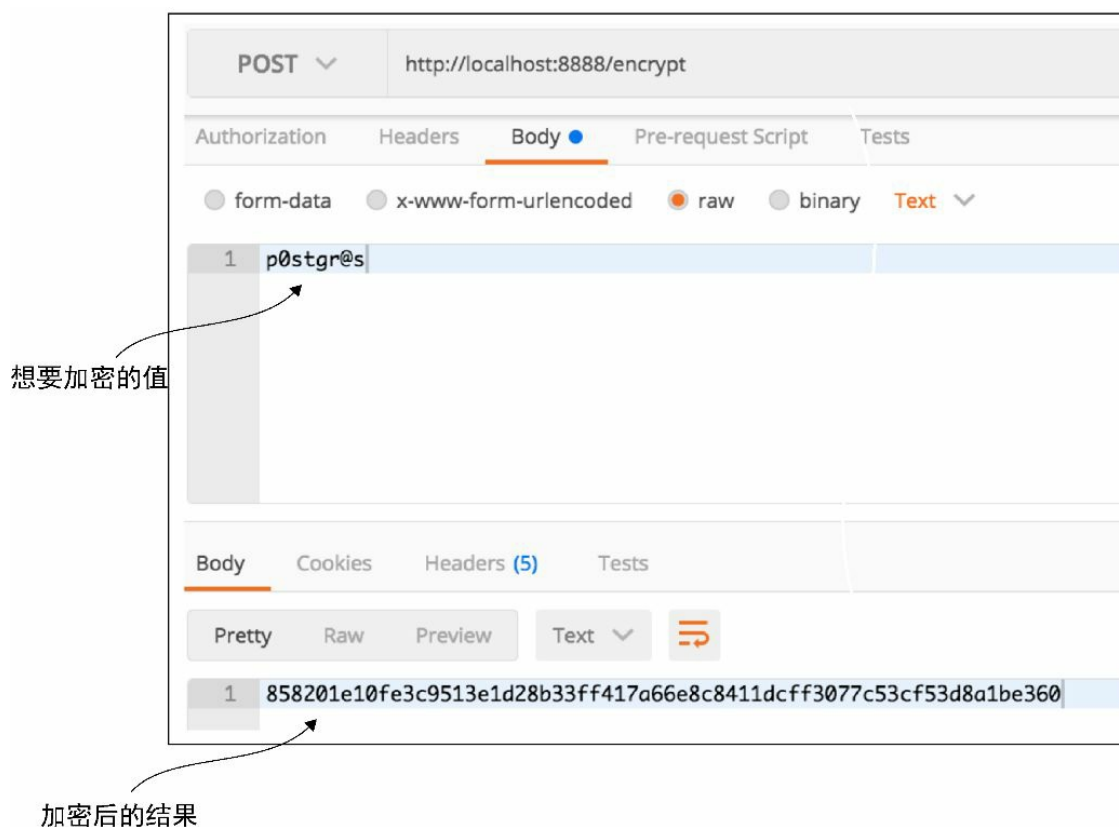 POST
http://localhost:8888/encrypt
Authorization Headers Body Pre-request Script Tests
form-data x-www-form-urlencoded raw binary Text
1 p0stgr@s
想要加密的值
Body Cookies Headers (5) Tests
Pretty Raw Preview Text
1 858201e10fe3c9513e1d28b33ff417a66e8c8411dcff3077c53cf53d8a1be360
加密后的结果